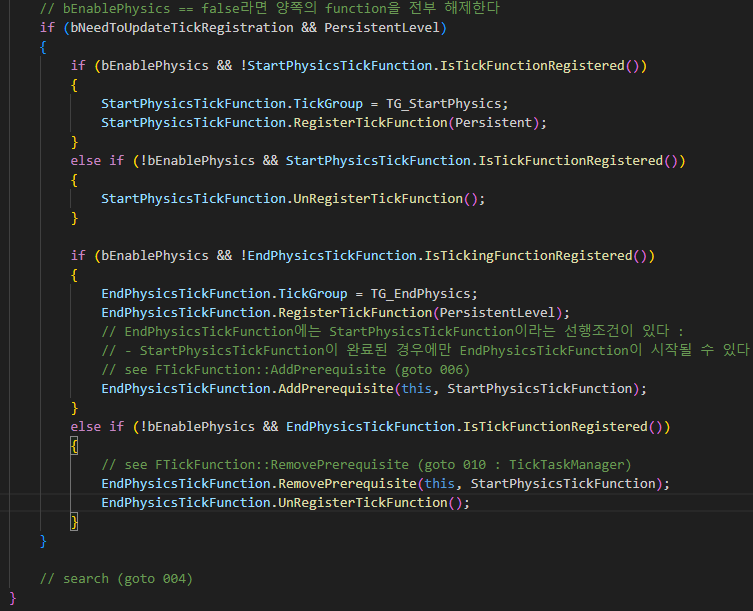 // bEnablePhysics == false라면 양쪽의 function을 전부 해제한다
if (bNeedToUpdateTickRegistration && PersistentLevel)
{
if (bEnablePhysics && !StartPhysicsTickFunction.IsTickFunctionRegistered())
{
StartPhysicsTickFunction.TickGroup = TG_StartPhysics;
StartPhysicsTickFunction.RegisterTickFunction(Persistent);
}
else if (!bEnablePhysics && StartPhysicsTickFunction.IsTickFunctionRegistered())
{
StartPhysicsTickFunction.UnRegisterTickFunction();
}
if (bEnablePhysics && !EndPhysicsTickFunction.IsTickingFunctionRegistered())
{
EndPhysicsTickFunction.TickGroup = TG_EndPhysics;
EndPhysicsTickFunction.RegisterTickFunction(PersistentLevel);
// EndPhysicsTickFunction에는 StartPhysicsTickFunction이라는 선행조건이 있다 :
// - StartPhysicsTickFunction이 완료된 경우에만 EndPhysicsTickFunction이 시작될 수 있다
// see FTickFunction::AddPrerequisite (goto 006)
EndPhysicsTickFunction.AddPrerequisite(this, StartPhysicsTickFunction);
}
else if (!bEnablePhysics && EndPhysicsTickFunction.IsTickFunctionRegistered())
{
// see FTickFunction::RemovePrerequisite (goto 010 : TickTaskManager)
EndPhysicsTickFunction.RemovePrerequisite(this, StartPhysicsTickFunction);
EndPhysicsTickFunction.UnRegisterTickFunction();
}
}
// search (goto 004)
}